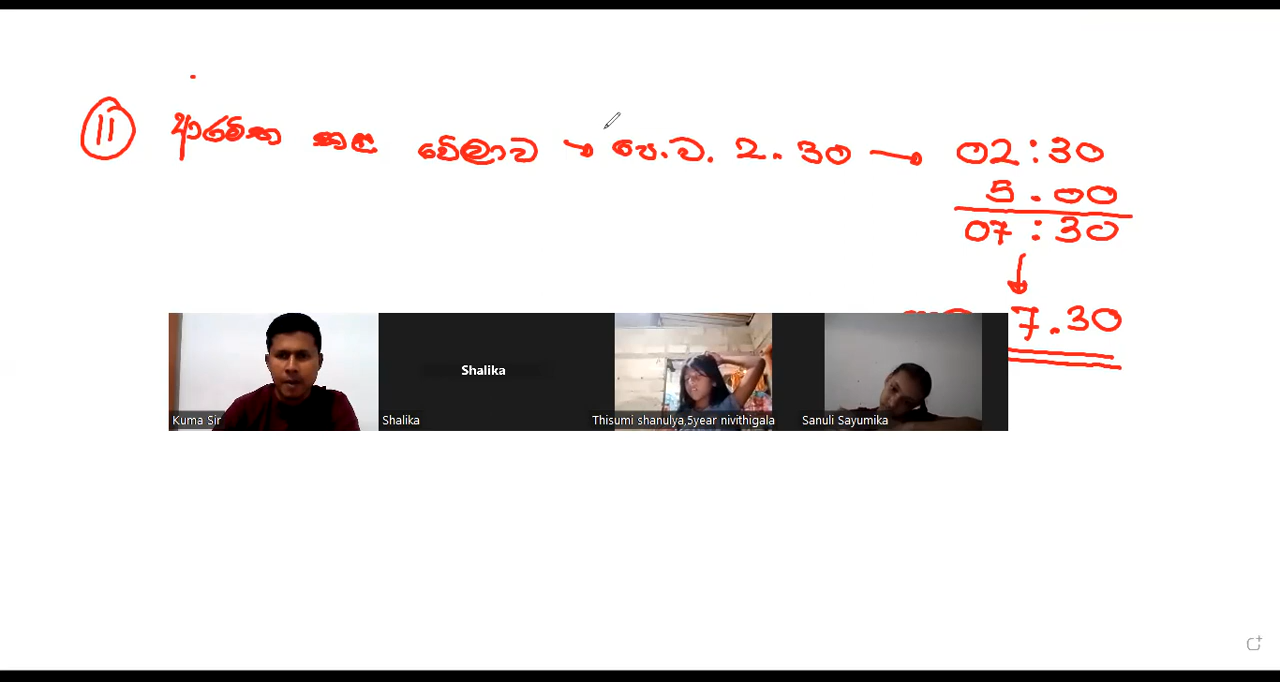 11 ආරම්භ කළ වේලාව → පෙ.ව. 2.30 → 02:30
5.00
07:30
↓
7.30
Shalika
Kuma Sir
Shalika
Thisumi shanulya,5year nivithigala
Sanuli Sayumika